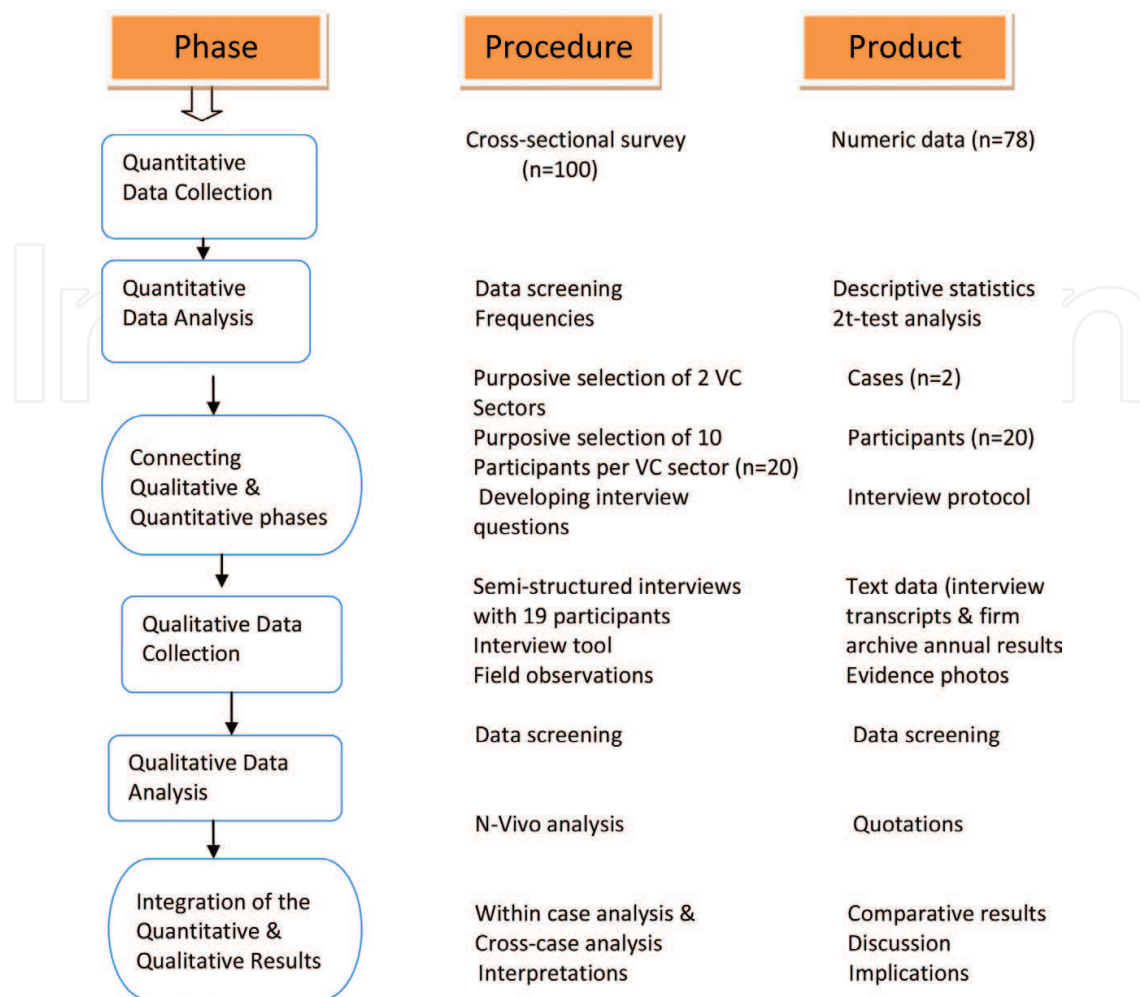 Phase
Procedure
Product
Quantitative
Data Collection
Cross-sectional survey
(n=100)
Numeric data (n=78)
Quantitative
Data Analysis
Data screening
Frequencies
Descriptive statistics
2t-test analysis
Connecting
Qualitative &
Quantitative phases
Purposive selection of 2 VC
Sectors
Purposive selection of 10
Participants per VC sector (n=20)
Developing interview
questions
Cases (n=2)
Participants (n=20)
Interview protocol
Qualitative Data
Collection
Semi-structured interviews
with 19 participants
Interview tool
Field observations
Text data (interview
transcripts & firm
archive annual results
Evidence photos
Qualitative Data
Analysis
Data screening
N-Vivo analysis
Data screening
Quotations
Integration of the
Quantitative &
Qualitative Results
Within case analysis &
Cross-case analysis
Interpretations
Comparative results
Discussion
Implications